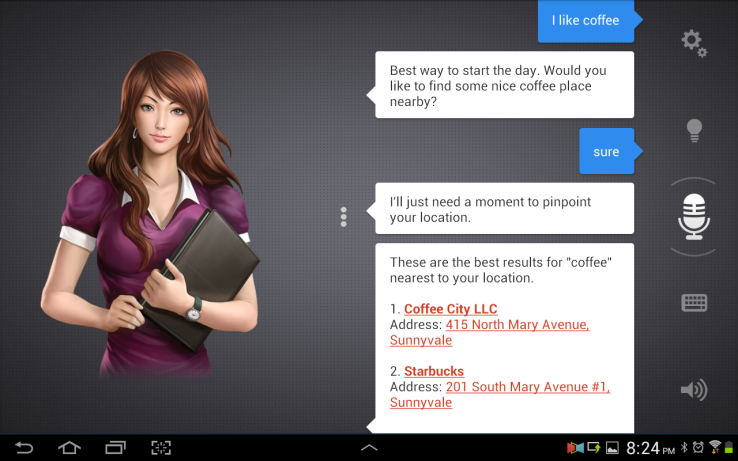 I like coffee
Best way to start the day. Would you
like to find some nice coffee place
nearby?
sure
I'll just need a moment to pinpoint
your location.
These are the best results for "coffee"
nearest to your location.
1. Coffee City LLC
Address: 415 North Mary Avenue,
Sunnyvale
2. Starbucks
Address: 201 South Mary Avenue #1,
Sunnyvale
8:24 PM